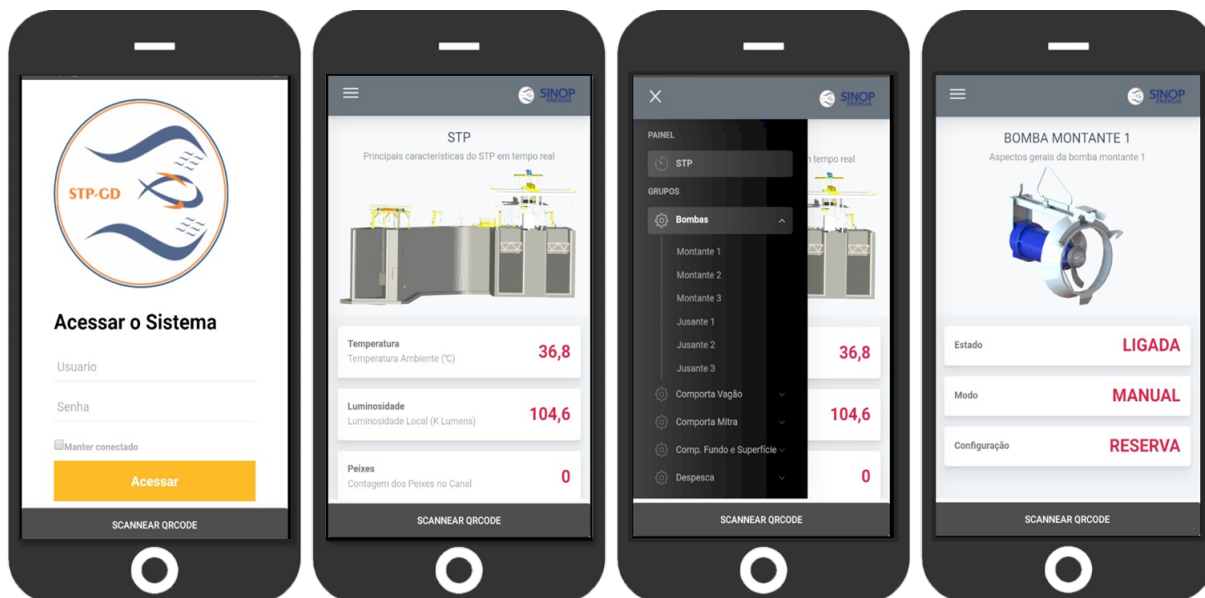 STP-GD
Acessar o Sistema
Usuario
Senha
Manter conectado
Acessar
SCANNEAR QRCODE
SINOP
ENERGIA
STP
Principais características do STP em tempo real
Temperatura
Temperatura Ambiente (°C)
36,8
Luminosidade
Luminosidade Local (K Lumens)
104,6
Peixes
Contagem dos Peixes no Canal
0
SCANNEAR QRCODE
SINOP
ENERGIA
PAINEL
STP
tempo real
GRUPOS
Bombas
Montante 1
Montante 2
Montante 3
Jusante 1
Jusante 2
Jusante 3
36,8
Comporta Vagão
Comporta Mitra
104,6
Comp. Fundo e Superfície
Despesca
0
SCANNEAR QRCODE
SINOP
ENERGIA
BOMBA MONTANTE 1
Aspectos gerais da bomba montante 1
Estado
LIGADA
Modo
MANUAL
Configuração
RESERVA
SCANNEAR QRCODE